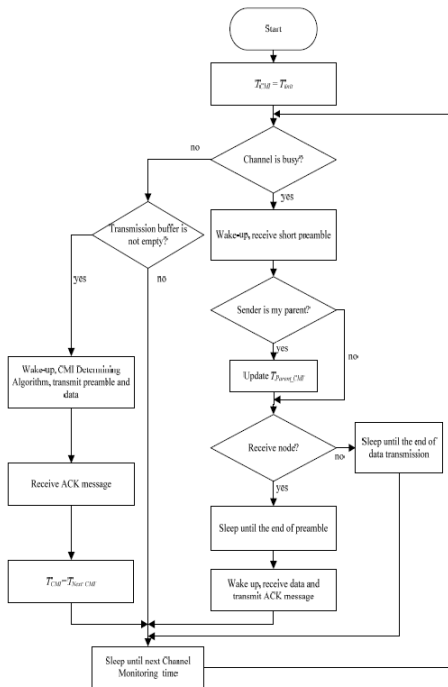 Start
T_CMI = T_init
Channel is busy?
no
yes
Transmission buffer is
not empty?
yes
no
Wake-up, receive short preamble
Sender is my parent?
yes
no
Update T_Parent_CMI
Wake-up, CMI Determining
Algorithm, transmit preamble and
data
Receive node?
no
yes
Sleep until the end of
data transmission
Receive ACK message
Sleep until the end of preamble
T_CMI=T_Next CMI
Wake up, receive data and
transmit ACK message
Sleep until next Channel
Monitoring time